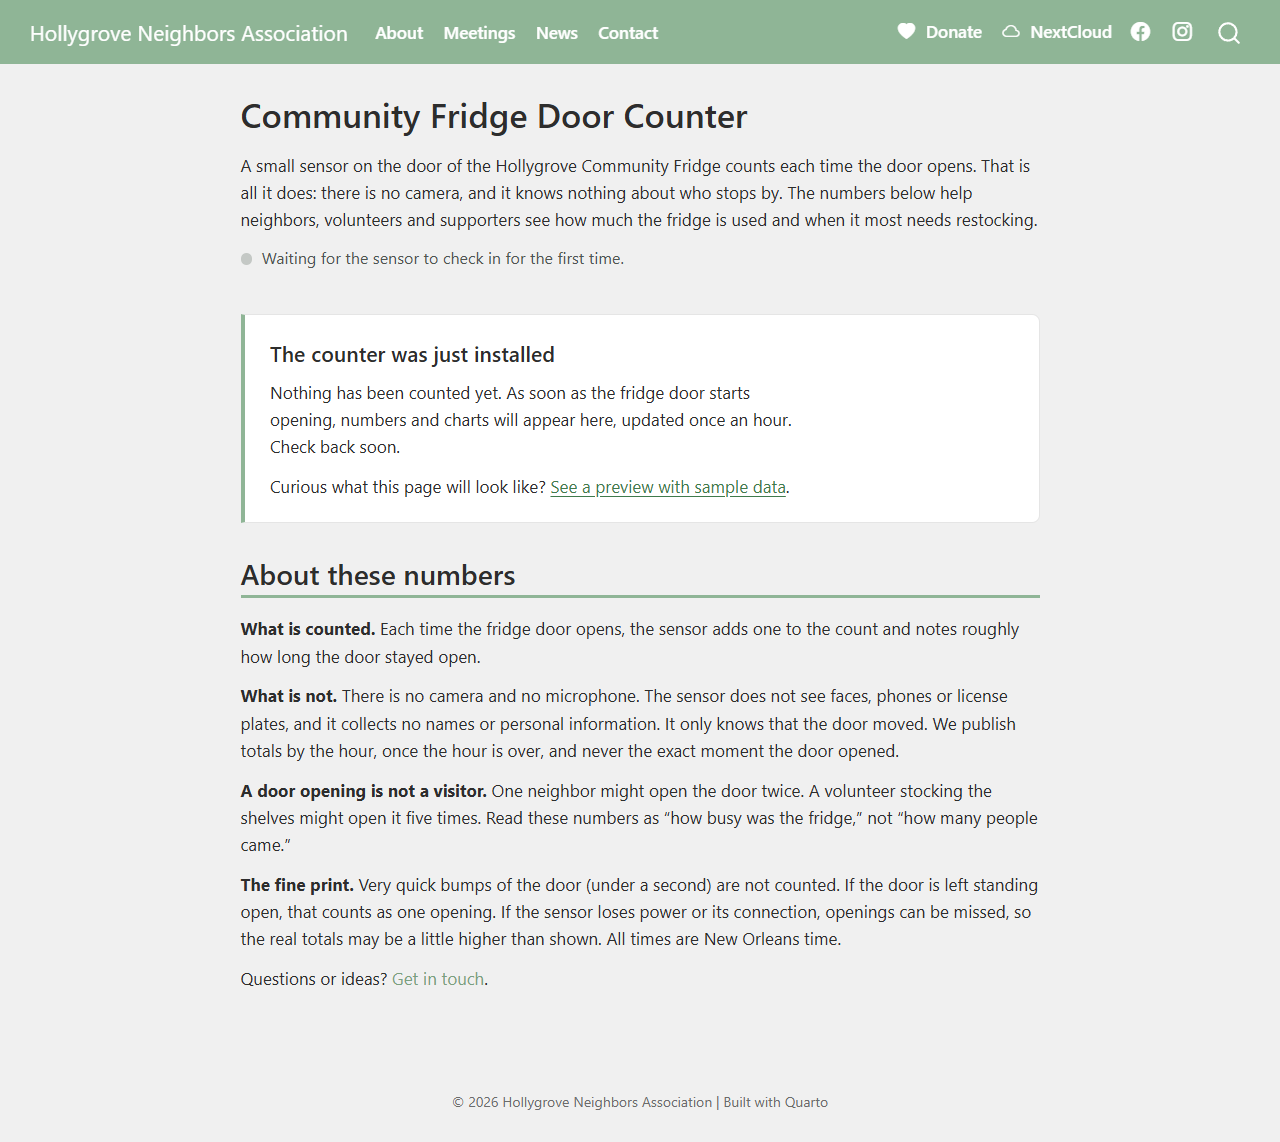 Hollygrove Neighbors Association About Meetings News Contact Donate NextCloud
Community Fridge Door Counter
A small sensor on the door of the Hollygrove Community Fridge counts each time the door opens. That is
all it does: there is no camera, and it knows nothing about who stops by. The numbers below help
neighbors, volunteers and supporters see how much the fridge is used and when it most needs restocking.
Waiting for the sensor to check in for the first time.
The counter was just installed
Nothing has been counted yet. As soon as the fridge door starts
opening, numbers and charts will appear here, updated once an hour.
Check back soon.
Curious what this page will look like? See a preview with sample data.
About these numbers
What is counted. Each time the fridge door opens, the sensor adds one to the count and notes roughly
how long the door stayed open.
What is not. There is no camera and no microphone. The sensor does not see faces, phones or license
plates, and it collects no names or personal information. It only knows that the door moved. We publish
totals by the hour, once the hour is over, and never the exact moment the door opened.
A door opening is not a visitor. One neighbor might open the door twice. A volunteer stocking the
shelves might open it five times. Read these numbers as “how busy was the fridge,” not “how many people
came.”
The fine print. Very quick bumps of the door (under a second) are not counted. If the door is left standing
open, that counts as one opening. If the sensor loses power or its connection, openings can be missed, so
the real totals may be a little higher than shown. All times are New Orleans time.
Questions or ideas? Get in touch.
© 2026 Hollygrove Neighbors Association | Built with Quarto